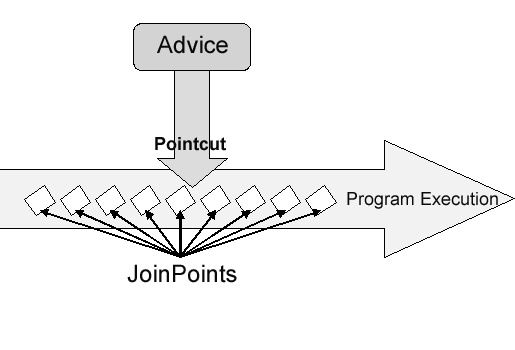 Advice
Pointcut
Program Execution
JoinPoints